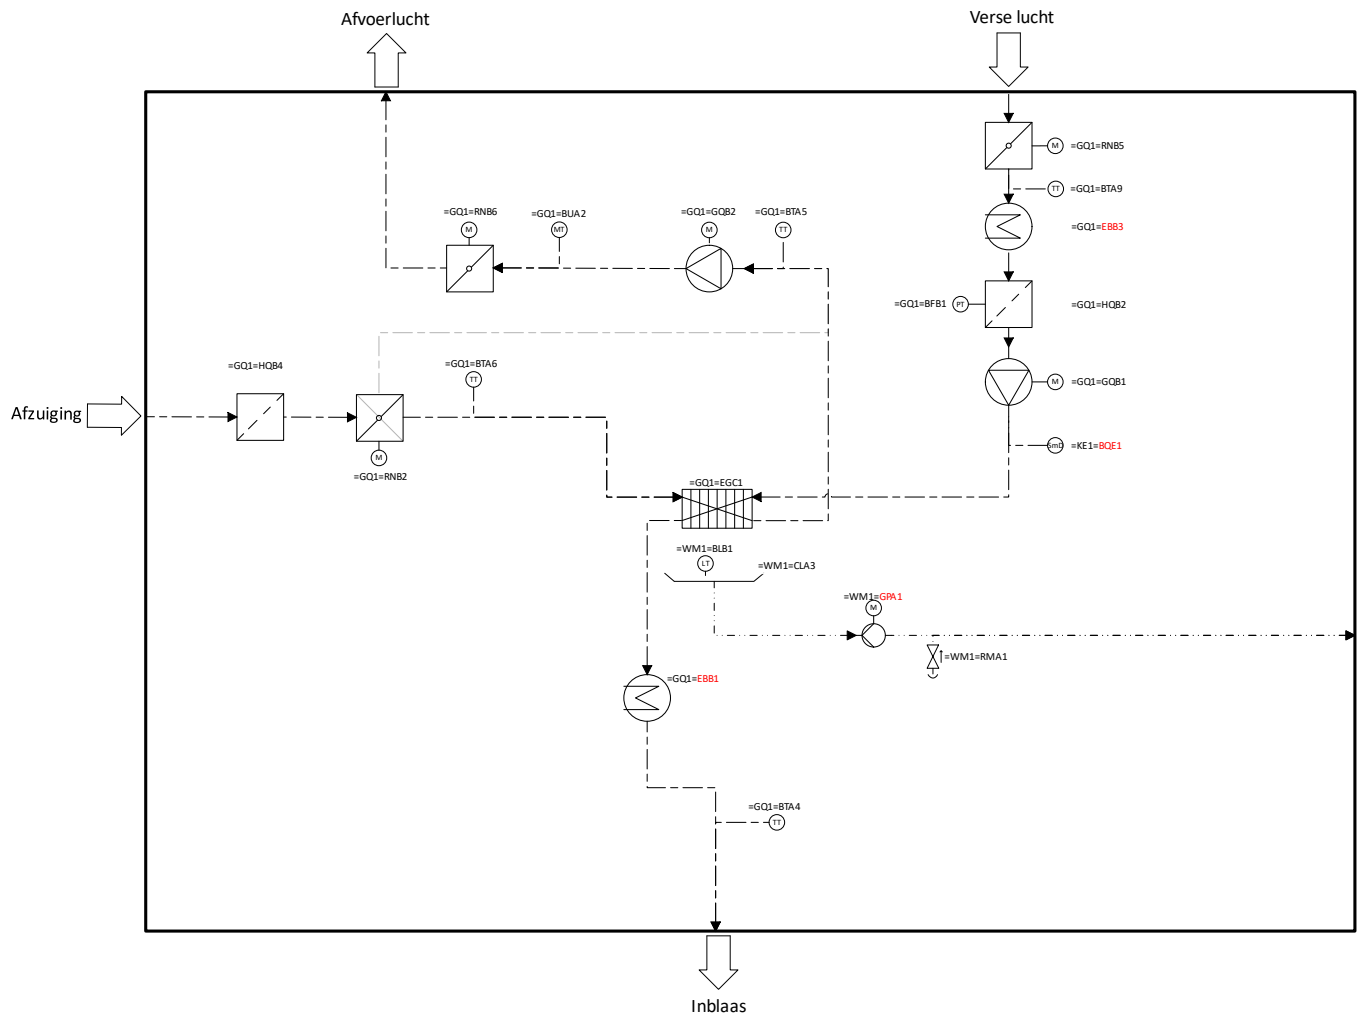 Afvoerlucht
Verse lucht
M
=GQ1=RNB5
TT
=GQ1=BTA9
=GQ1=RNB6
M
=GQ1=BUA2
MT
=GQ1=GQB2
M
=GQ1=BTA5
TT
=GQ1=EBB3
=GQ1=BFB1
PT
=GQ1=HQB2
=GQ1=HQB4
=GQ1=BTA6
TT
M
=GQ1=GQB1
Afzuiging
M
=GQ1=RNB2
SmD
=KE1=BQE1
=GQ1=EGC1
=WM1=BLB1
LT
=WM1=CLA3
=WM1=GPA1
M
=WM1=RMA1
=GQ1=EBB1
=GQ1=BTA4
TT
Inblaas